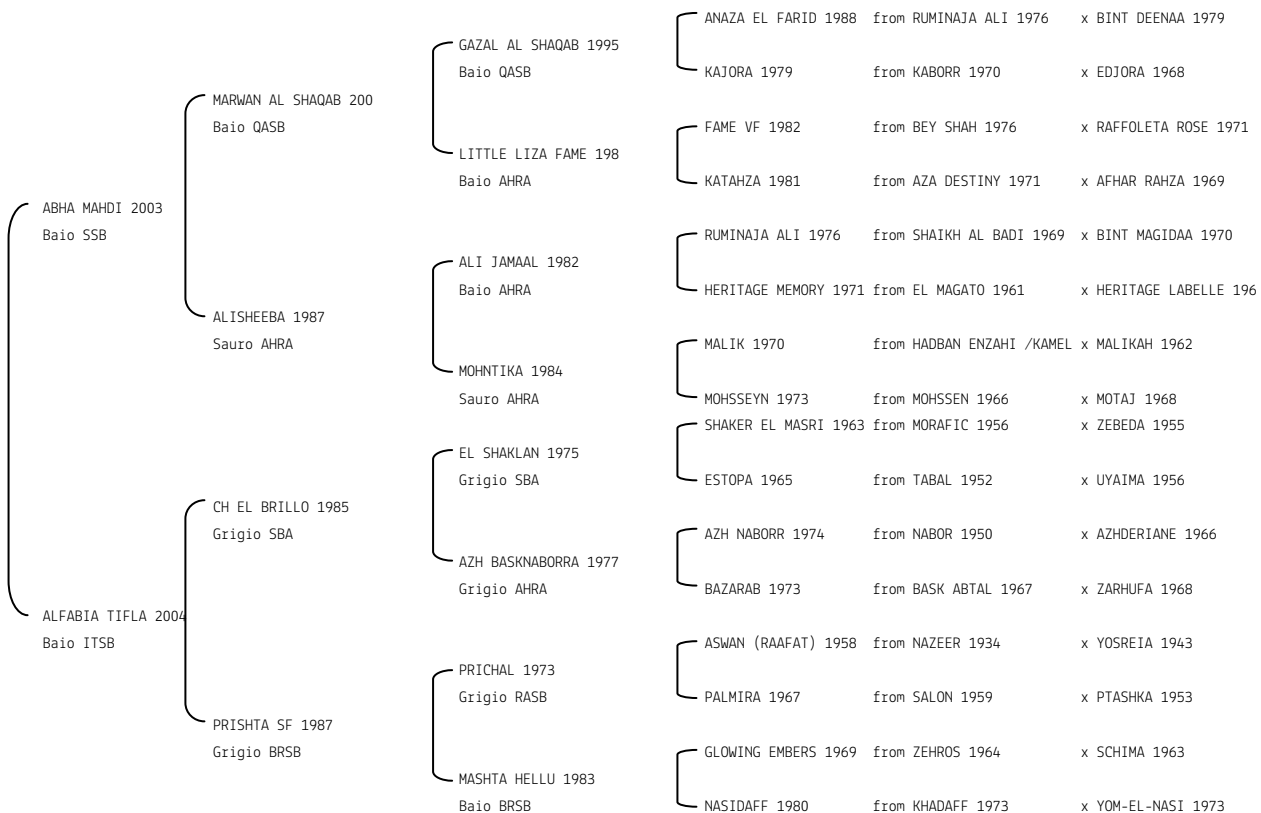 ANAZA EL FARID 1988 from RUMINAJA ALI 1976 x BINT DEENAA 1979
GAZAL AL SHAQAB 1995
Baio QASB
KAJORA 1979 from KABORR 1970 x EDJORA 1968
MARWAN AL SHAQAB 200
Baio QASB
FAME VF 1982 from BEY SHAH 1976 x RAFFOLETA ROSE 1971
LITTLE LIZA FAME 198
Baio AHRA
KATAHZA 1981 from AZA DESTINY 1971 x AFHAR RAHZA 1969
ABHA MAHDI 2003
Baio SSB
RUMINAJA ALI 1976 from SHAIKH AL BADI 1969 x BINT MAGIDAA 1970
ALI JAMAAL 1982
Baio AHRA
HERITAGE MEMORY 1971 from EL MAGATO 1961 x HERITAGE LABELLE 196
ALISHEEBA 1987
Sauro AHRA
MALIK 1970 from HADBAN ENZAHI /KAMEL x MALIKAH 1962
MOHNTIKA 1984
Sauro AHRA
MOHSSEYN 1973 from MOHSSEN 1966 x MOTAJ 1968
SHAKER EL MASRI 1963 from MORAFIC 1956 x ZEBEDA 1955
EL SHAKLAN 1975
Grigio SBA
ESTOPA 1965 from TABAL 1952 x UYAIMA 1956
CH EL BRILLO 1985
Grigio SBA
AZH NABORR 1974 from NABOR 1950 x AZHDERIANE 1966
AZH BASKNABORRA 1977
Grigio AHRA
BAZARAB 1973 from BASK ABTAL 1967 x ZARHUFA 1968
ALFABIA TIFLA 2004
Baio ITSB
ASWAN (RAAFAT) 1958 from NAZEER 1934 x YOSREIA 1943
PRICHAL 1973
Grigio RASB
PALMIRA 1967 from SALON 1959 x PTASHKA 1953
PRISHTA SF 1987
Grigio BRSB
GLOWING EMBERS 1969 from ZEHROS 1964 x SCHIMA 1963
MASHTA HELLU 1983
Baio BRSB
NASIDAFF 1980 from KHADAFF 1973 x YOM-EL-NASI 1973